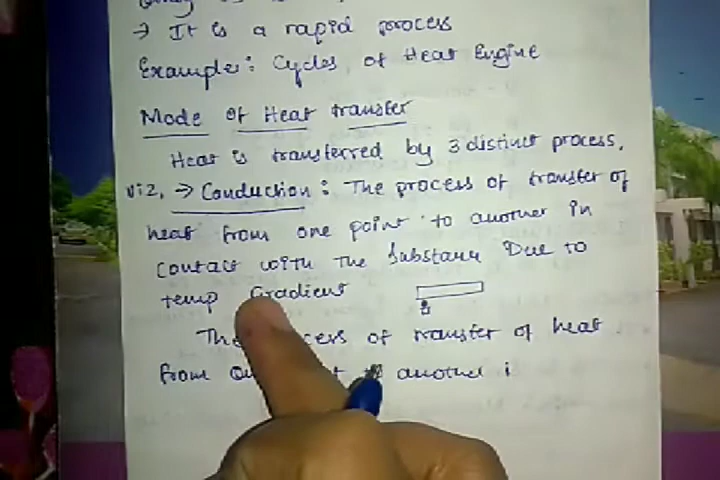 → It is a rapid process
Example: Cycles of Heat Engine
Mode of Heat transfer
Heat is transferred by 3 distinct process.
viz, → Conduction: The process of transfer of
heat from one point to another in
contact with the Substance Due to
temp Gradient
of transfer of heat
from another i